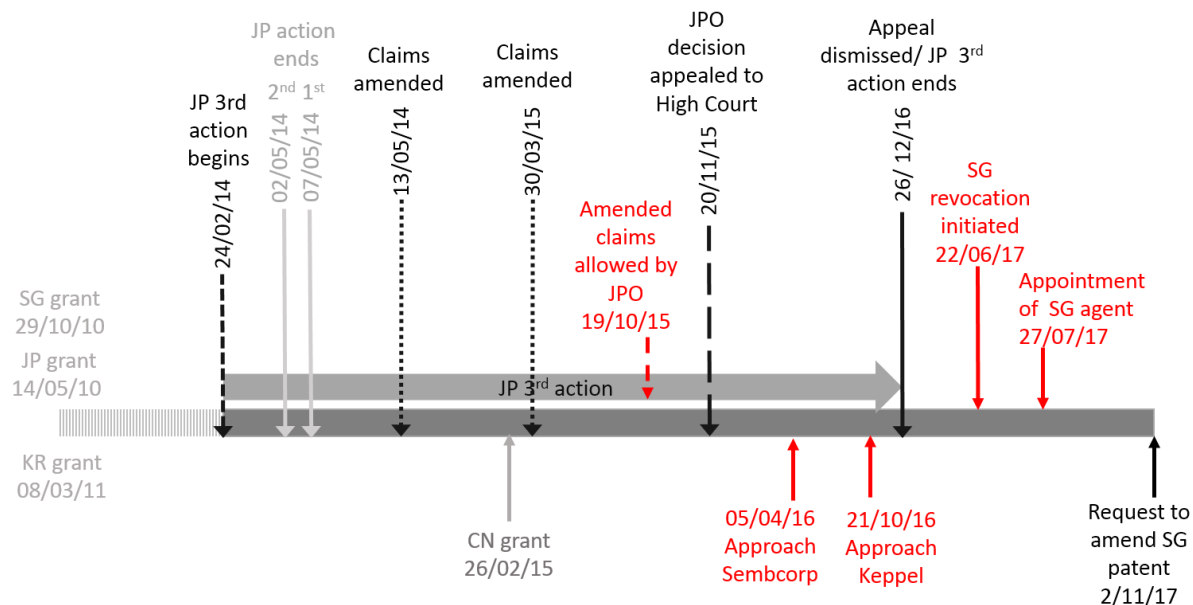 JP action
ends
2nd 1st
02/05/14
07/05/14
JP 3rd
action
begins
24/02/14
Claims
amended
13/05/14
Claims
amended
30/03/15
JPO
decision
appealed to
High Court
20/11/15
Appeal
dismissed/ JP 3rd
action ends
26/ 12/16
Amended
claims
allowed by
JPO
19/10/15
SG
revocation
initiated
22/06/17
Appointment
of SG agent
27/07/17
SG grant
29/10/10
JP grant
14/05/10
JP 3rd action
KR grant
08/03/11
CN grant
26/02/15
05/04/16
Approach
Sembcorp
21/10/16
Approach
Keppel
Request to
amend SG
patent
2/11/17